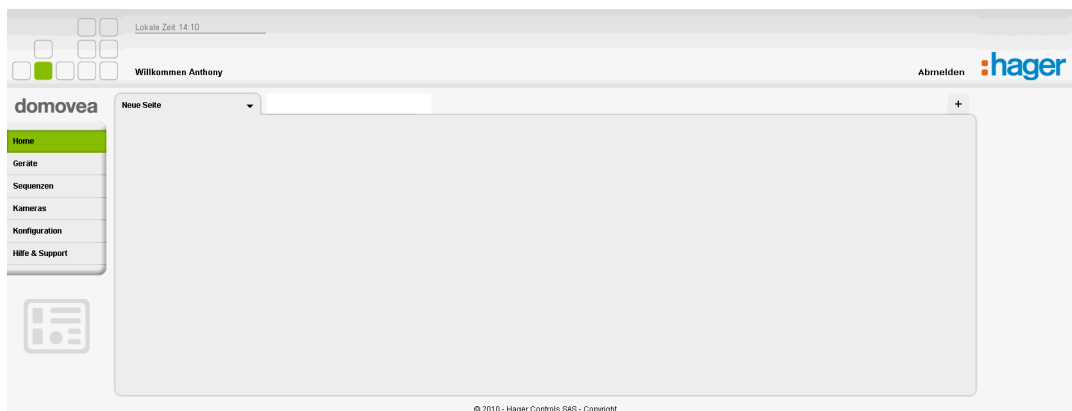 Lokale Zeit 14:10
Willkommen Anthony
Abmelden
:hager
domovea
Neue Seite
+
Home
Geräte
Sequenzen
Kameras
Konfiguration
Hilfe & Support
© 2010 - Hager Controls SAS - Copyright